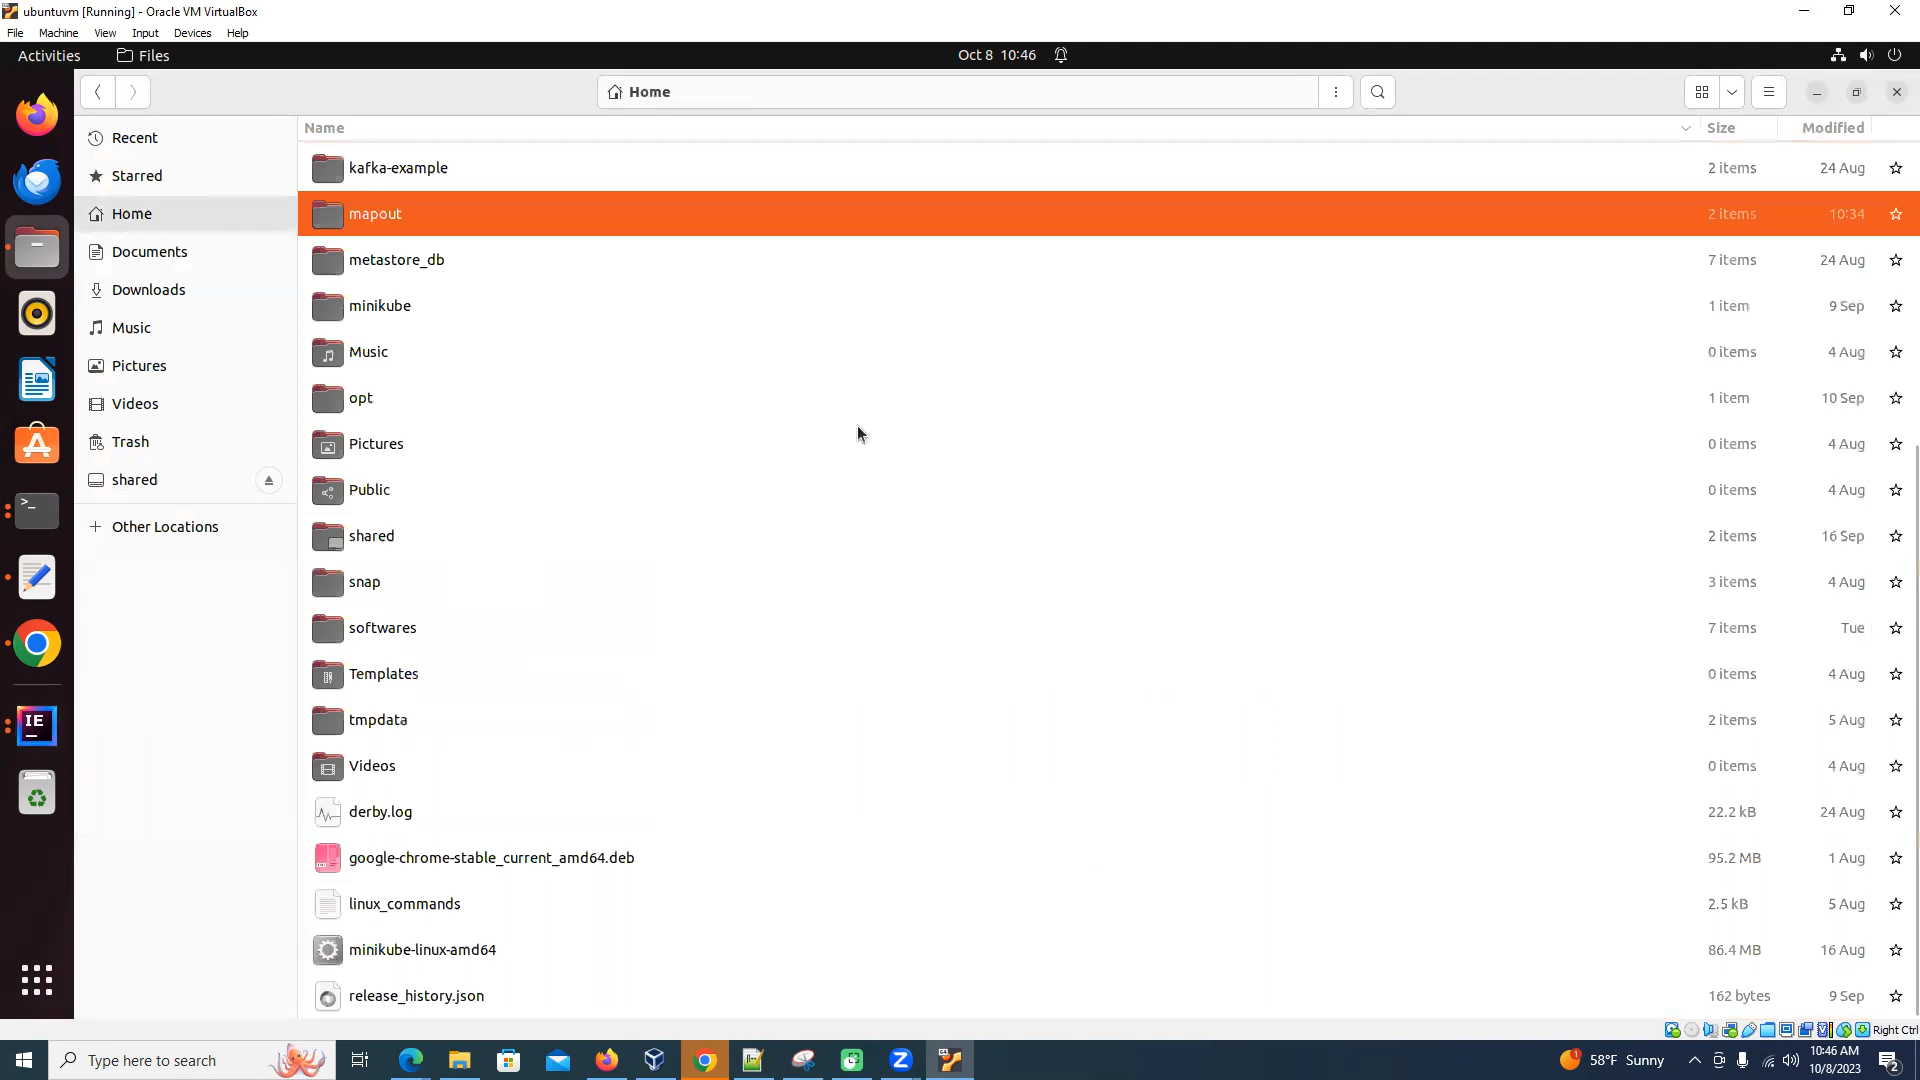 ubuntuvm [Running] - Oracle VM VirtualBox
File Machine View Input Devices Help
Activities Files Oct 8 10:46
Home
Recent
Starred
Home
Documents
Downloads
Music
Pictures
Videos
Trash
shared
Other Locations
Name Size Modified
kafka-example 2 items 24 Aug
mapout 2 items 10:34
metastore_db 7 items 24 Aug
minikube 1 item 9 Sep
Music 0 items 4 Aug
opt 1 item 10 Sep
Pictures 0 items 4 Aug
Public 0 items 4 Aug
shared 2 items 16 Sep
snap 3 items 4 Aug
softwares 7 items Tue
Templates 0 items 4 Aug
tmpdata 2 items 5 Aug
Videos 0 items 4 Aug
derby.log 22.2 kB 24 Aug
google-chrome-stable_current_amd64.deb 95.2 MB 1 Aug
linux_commands 2.5 kB 5 Aug
minikube-linux-amd64 86.4 MB 16 Aug
release_history.json 162 bytes 9 Sep
IE
Right Ctrl
Type here to search
58°F Sunny
10:46 AM
10/8/2023
2